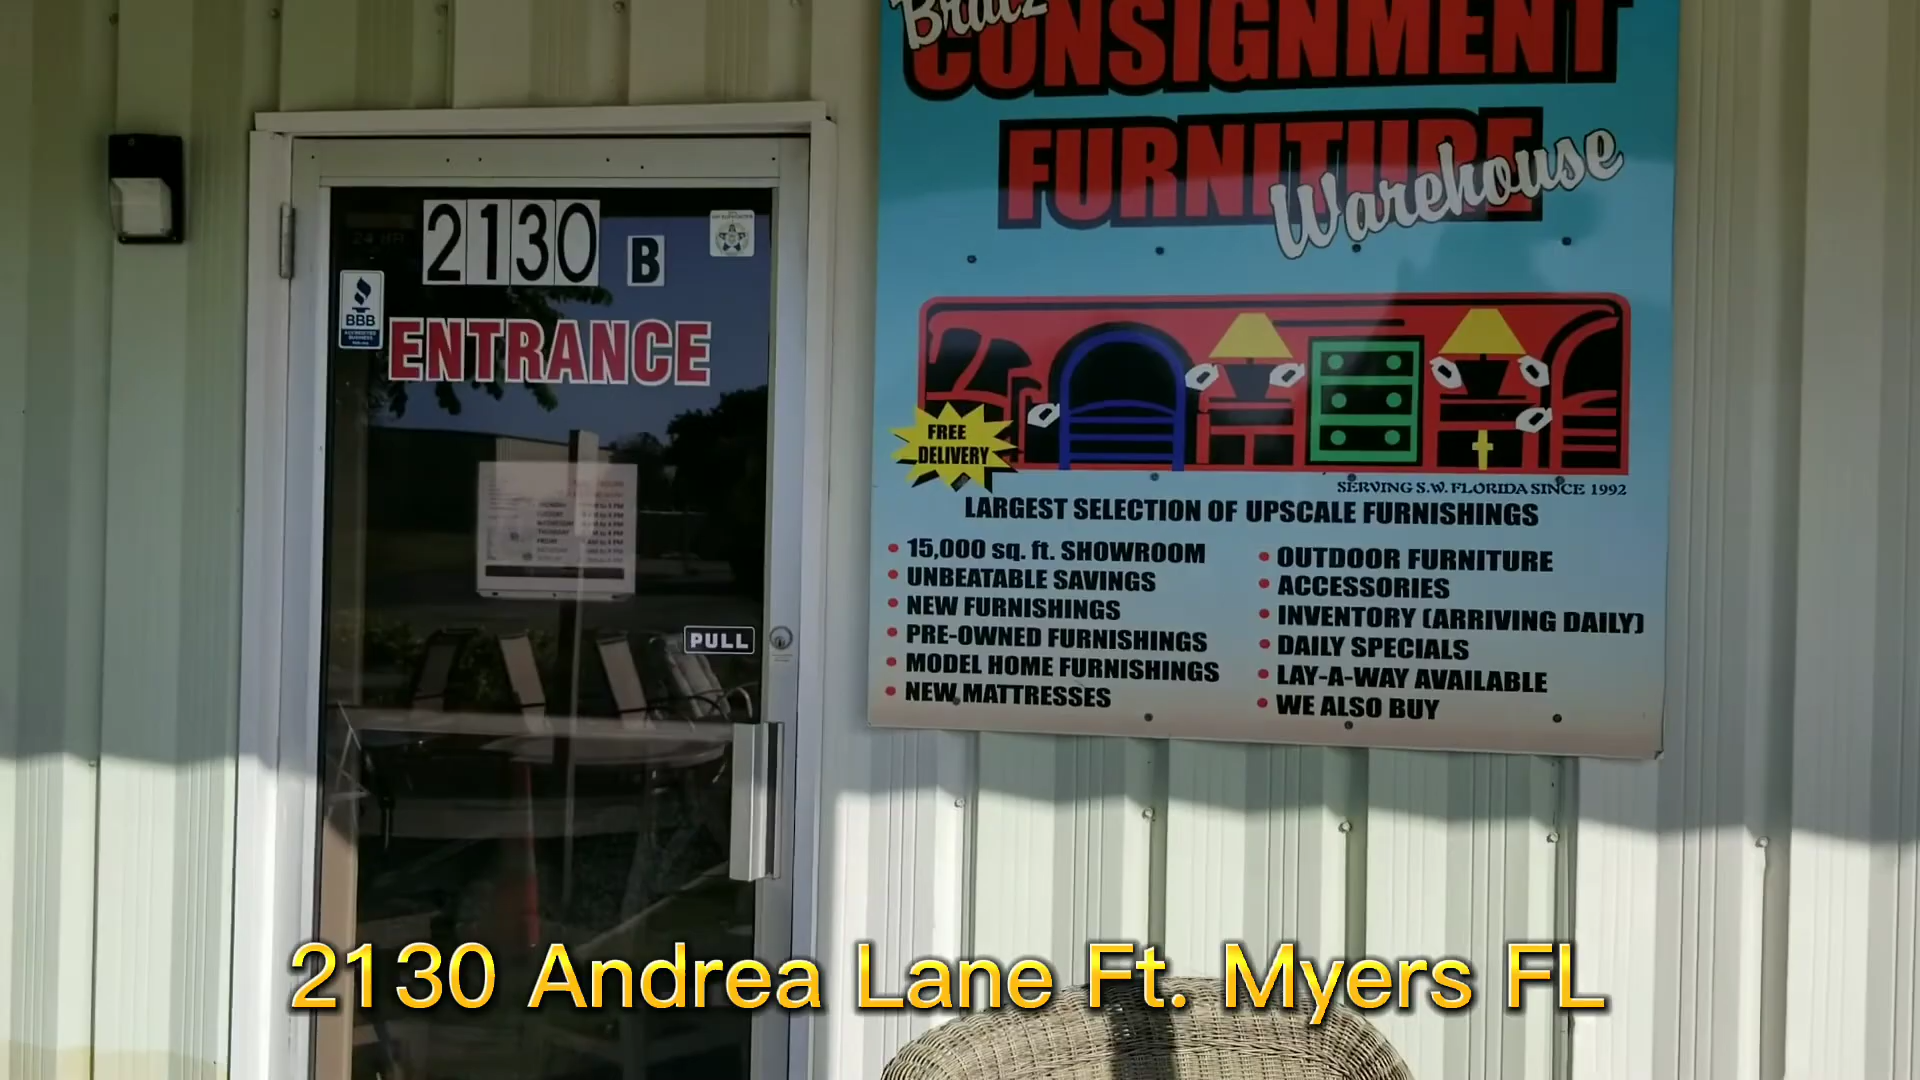 Bratz
CONSIGNMENT
FURNITURE
Warehouse
2130 B
BBB
ENTRANCE
FREE
DELIVERY
SERVING S.W. FLORIDA SINCE 1992
LARGEST SELECTION OF UPSCALE FURNISHINGS
• 15,000 sq. ft. SHOWROOM
• UNBEATABLE SAVINGS
• NEW FURNISHINGS
• PRE-OWNED FURNISHINGS
• MODEL HOME FURNISHINGS
• NEW MATTRESSES
• OUTDOOR FURNITURE
• ACCESSORIES
• INVENTORY (ARRIVING DAILY)
• DAILY SPECIALS
• LAY-A-WAY AVAILABLE
• WE ALSO BUY
PULL
2130 Andrea Lane Ft. Myers FL